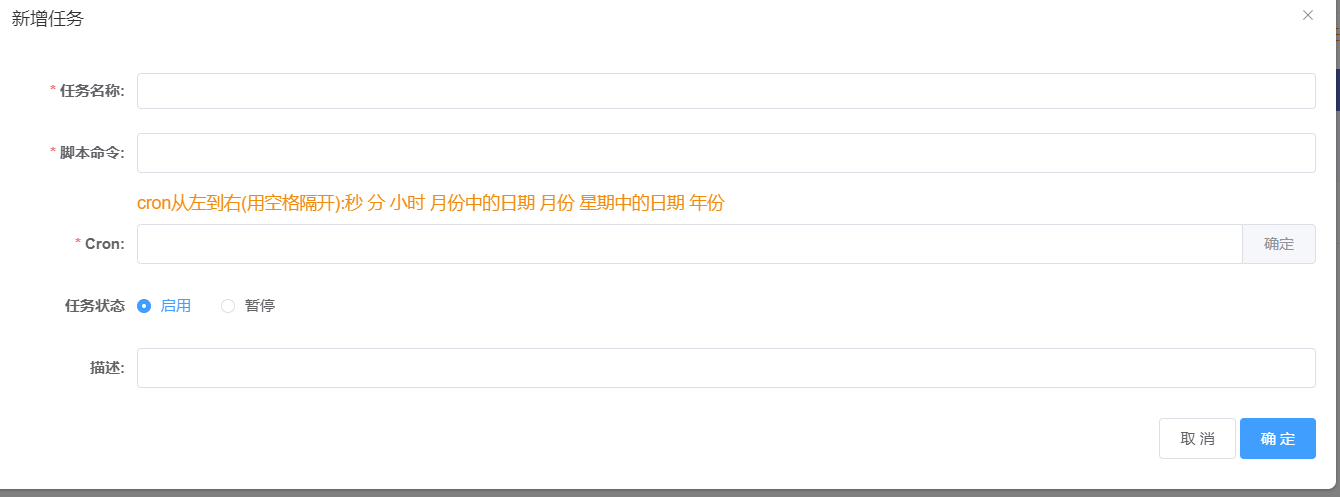 新增任务
* 任务名称:
* 脚本命令:
cron从左到右(用空格隔开):秒 分 小时 月份中的日期 月份 星期中的日期 年份
* Cron: 确定
任务状态 启用 暂停
描述:
取 消 确 定